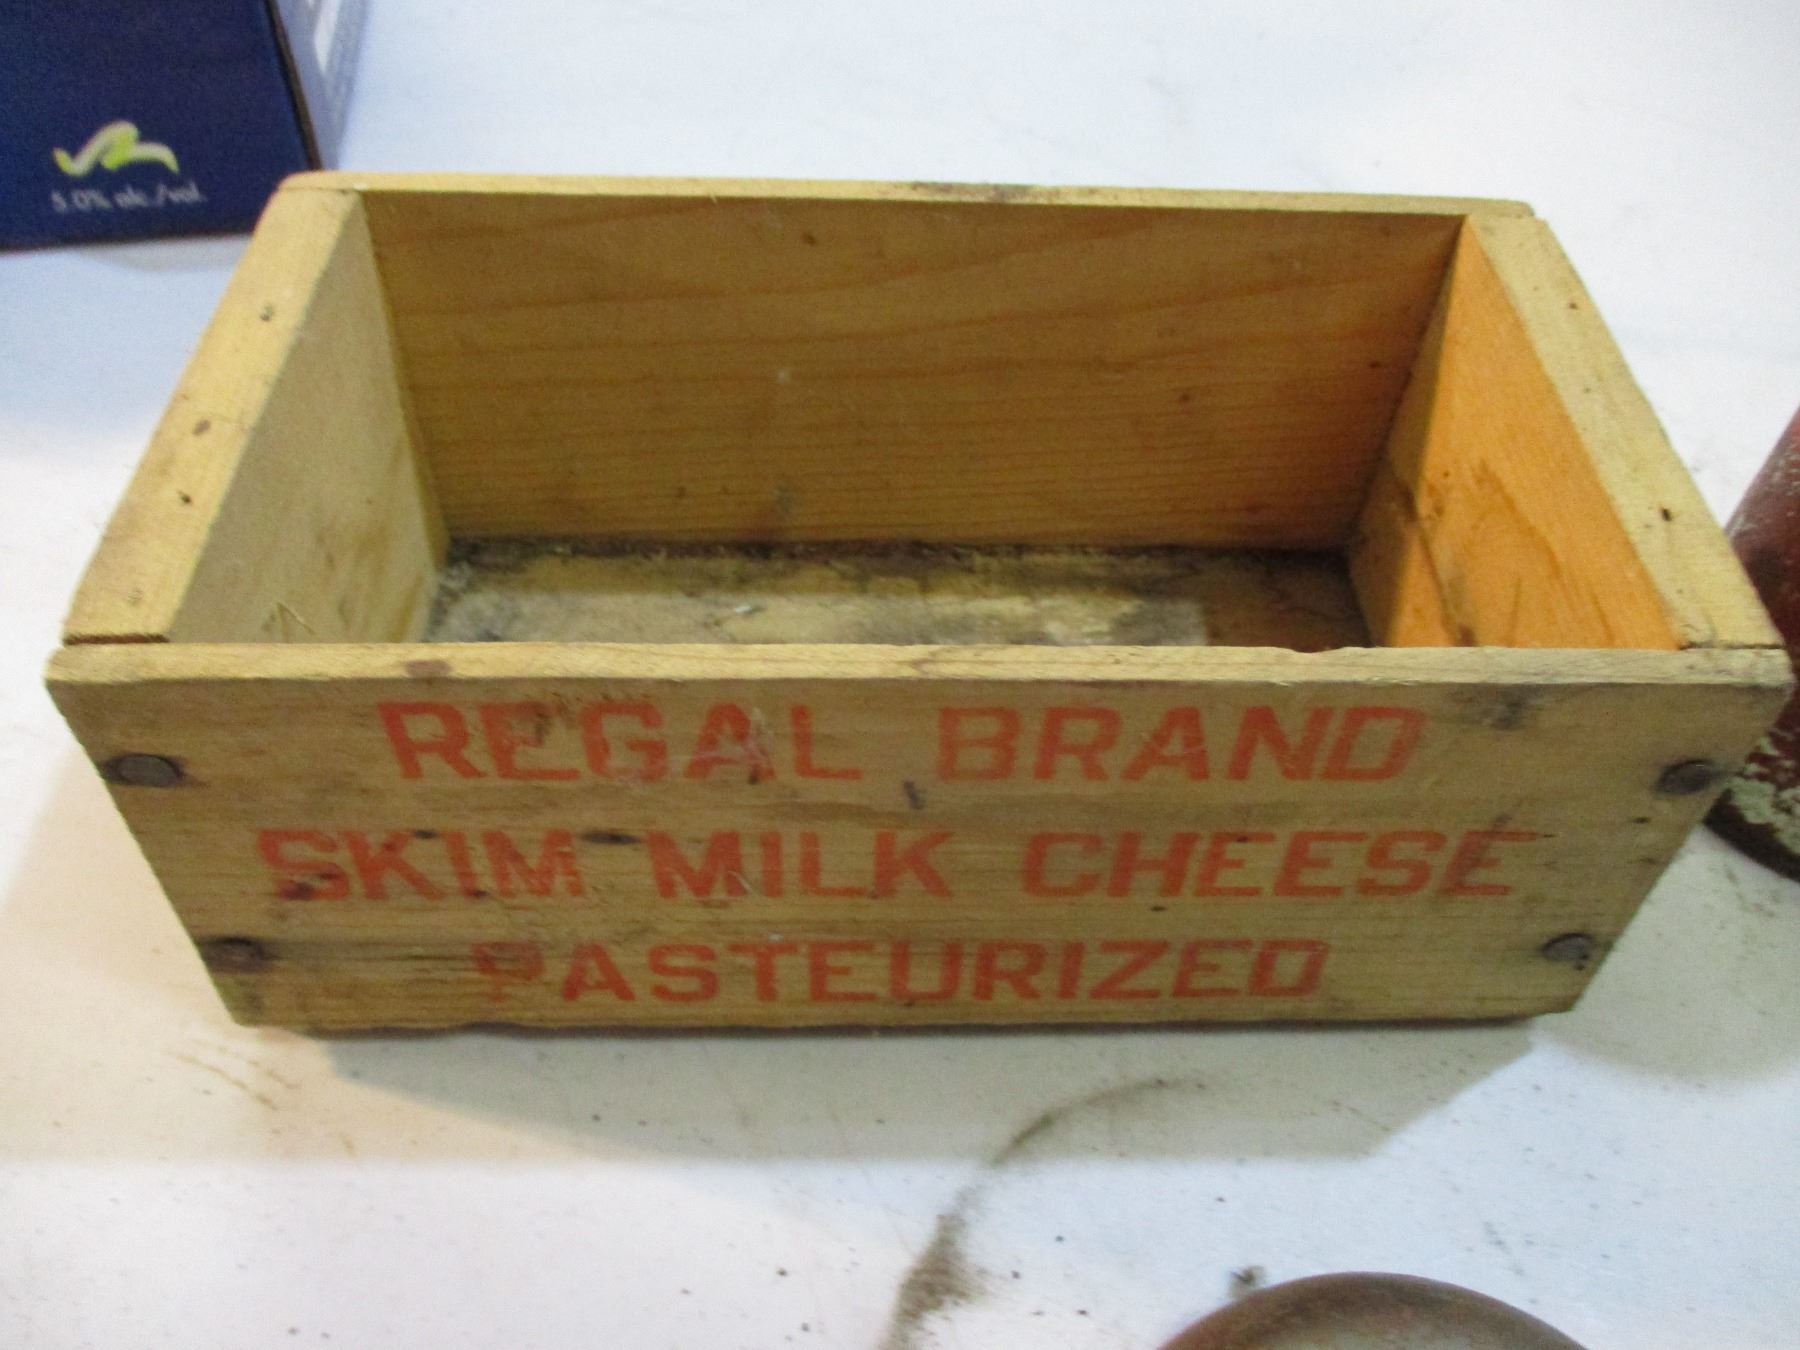 5.0% alc./vol.
REGAL BRAND
SKIM MILK CHEESE
PASTEURIZED